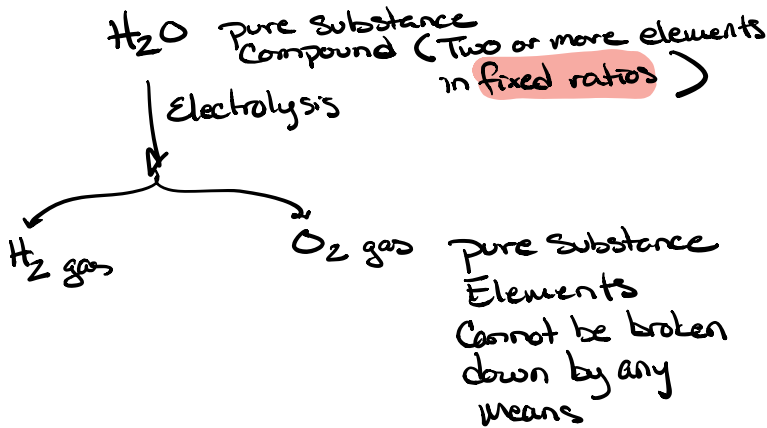 H₂O pure substance
Compound (Two or more elements
in fixed ratios)
Electrolysis
H₂ gas
O₂ gas
pure substance
Elements
Cannot be broken
down by any
means